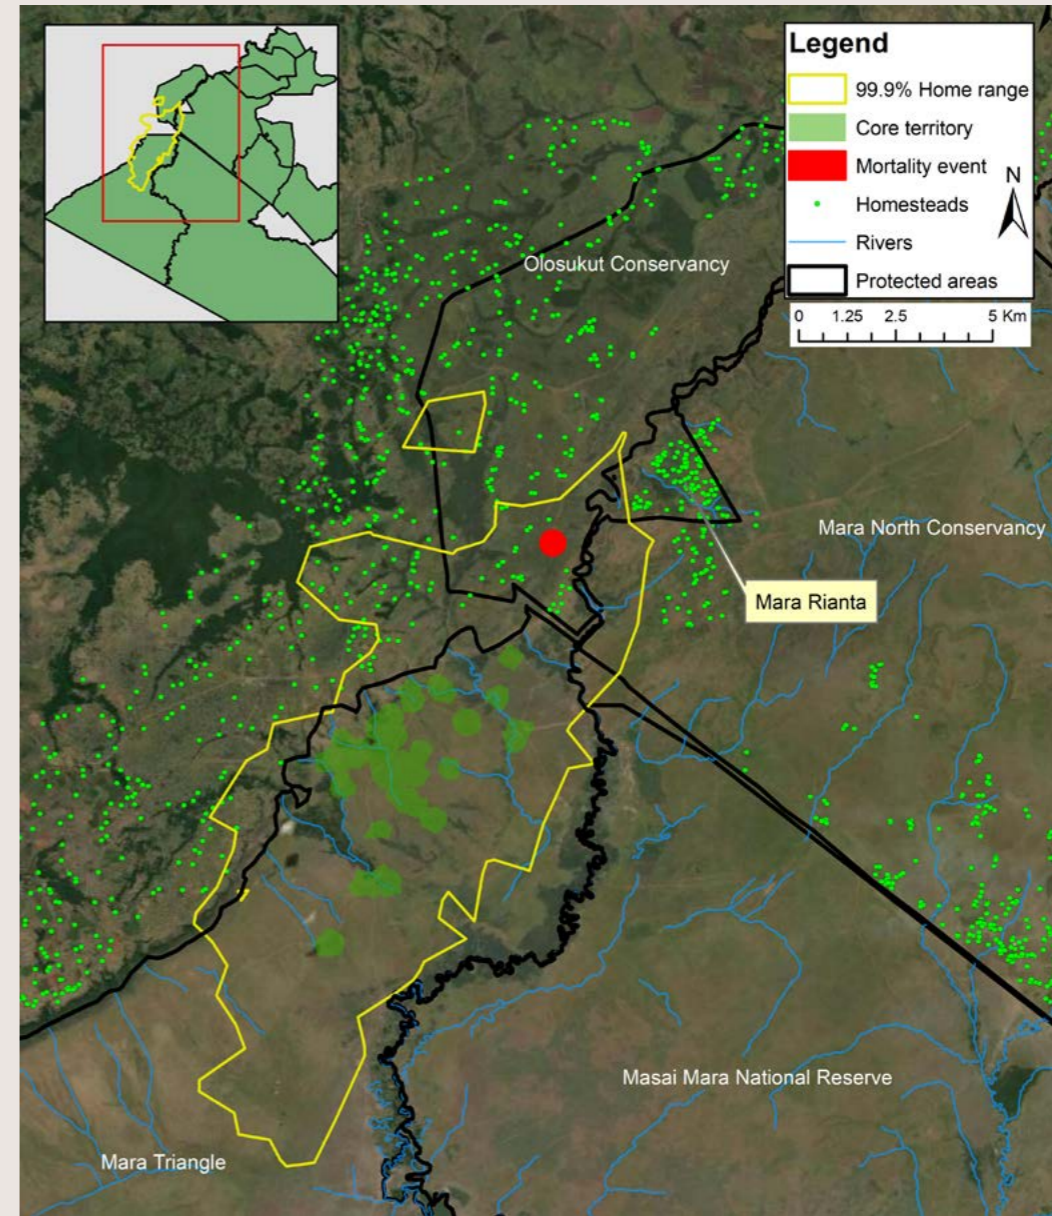 Legend
99.9% Home range
Core territory
Mortality event
Homesteads
Rivers
Protected areas
N
0 1.25 2.5 5 Km
Olosukut Conservancy
Mara North Conservancy
Mara Rianta
Masai Mara National Reserve
Mara Triangle